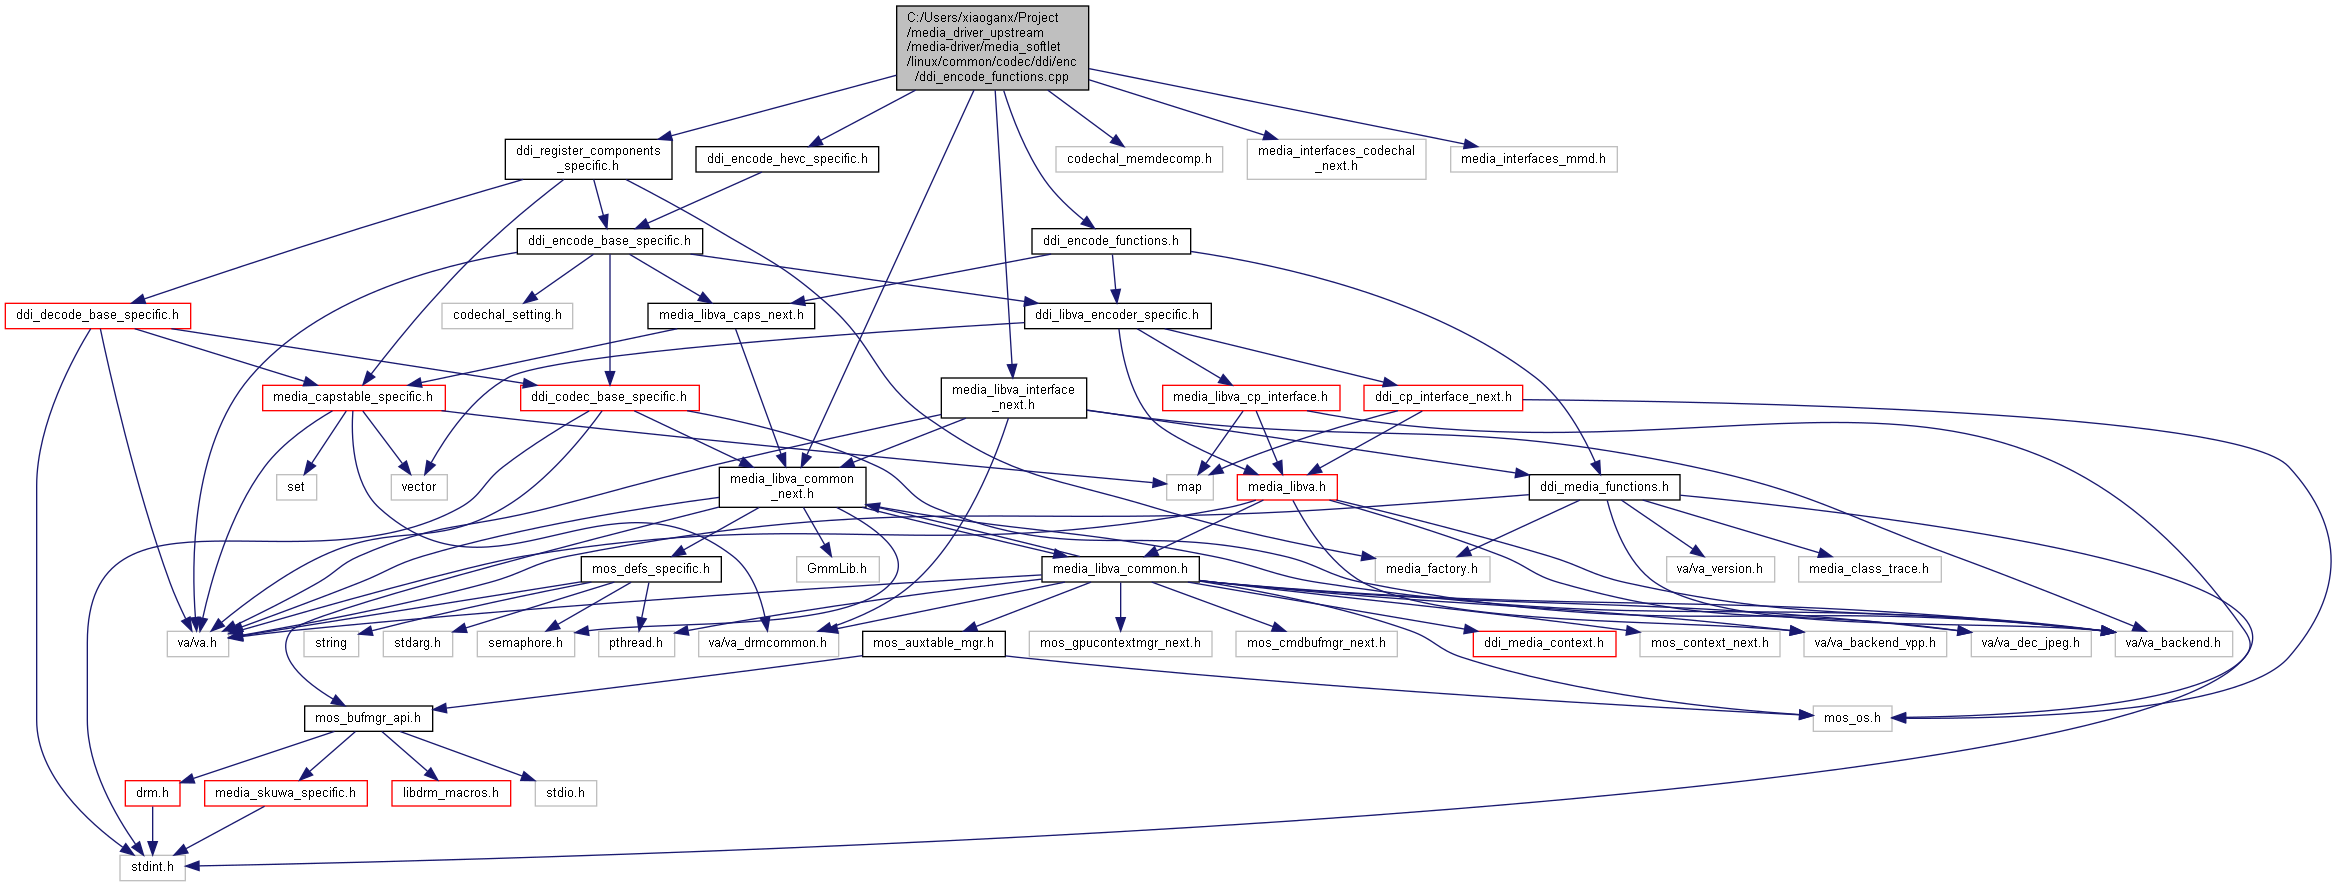 C:/Users/xiaoganx/Project
/media_driver_upstream
/media-driver/media_softlet
/linux/common/codec/ddi/enc
/ddi_encode_functions.cpp
ddi_register_components
_specific.h
ddi_encode_hevc_specific.h
codechal_memdecomp.h
media_interfaces_codechal
_next.h
media_interfaces_mmd.h
ddi_encode_base_specific.h
ddi_encode_functions.h
ddi_decode_base_specific.h
codechal_setting.h
media_libva_caps_next.h
ddi_libva_encoder_specific.h
media_capstable_specific.h
ddi_codec_base_specific.h
media_libva_interface
_next.h
media_libva_cp_interface.h
ddi_cp_interface_next.h
set
vector
media_libva_common
_next.h
map
media_libva.h
ddi_media_functions.h
mos_defs_specific.h
GmmLib.h
media_libva_common.h
media_factory.h
va/va_version.h
media_class_trace.h
va/va.h
string
stdarg.h
semaphore.h
pthread.h
va/va_drmcommon.h
mos_auxtable_mgr.h
mos_gpucontextmgr_next.h
mos_cmdbufmgr_next.h
ddi_media_context.h
mos_context_next.h
va/va_backend_vpp.h
va/va_dec_jpeg.h
va/va_backend.h
mos_bufmgr_api.h
mos_os.h
drm.h
media_skuwa_specific.h
libdrm_macros.h
stdio.h
stdint.h